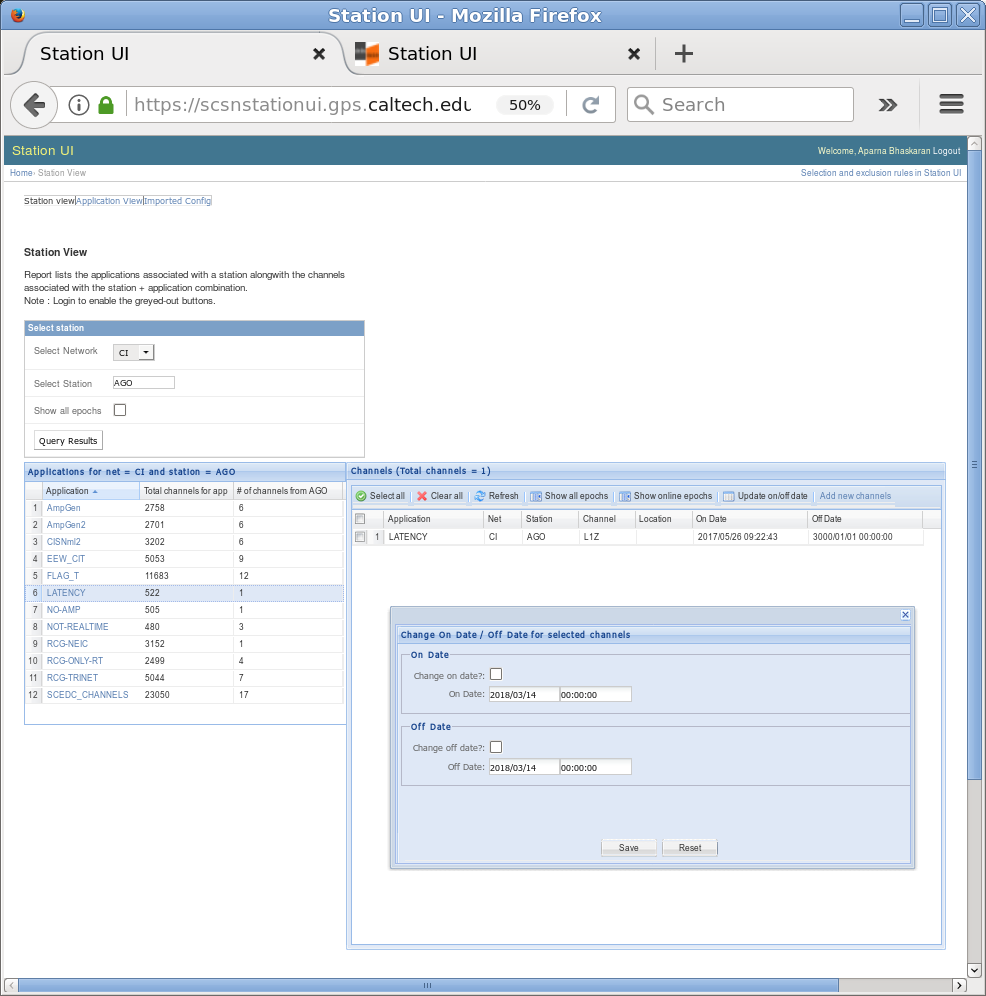 Station UI - Mozilla Firefox
Station UI
Station UI
https://scsnstationui.gps.caltech.edu 50% Search
Station UI Welcome, Aparna Bhaskaran Logout
Home› Station View Selection and exclusion rules in Station UI
Station view|Application View|Imported Config
Station View
Report lists the applications associated with a station alongwith the channels
associated with the station + application combination.
Note : Login to enable the greyed-out buttons.
Select station
Select Network CI
Select Station AGO
Show all epochs
Query Results
Applications for net = CI and station = AGO
Application Total channels for app # of channels from AGO
1 AmpGen 2758 6
2 AmpGen2 2701 6
3 CISNml2 3202 6
4 EEW_CIT 5053 9
5 FLAG_T 11683 12
6 LATENCY 522 1
7 NO-AMP 505 1
8 NOT-REALTIME 480 3
9 RCG-NEIC 3152 1
10 RCG-ONLY-RT 2499 4
11 RCG-TRINET 5044 7
12 SCEDC_CHANNELS 23050 17
Channels (Total channels = 1)
Select all Clear all Refresh Show all epochs Show online epochs Update on/off date Add new channels
Application Net Station Channel Location On Date Off Date
1 LATENCY CI AGO L1Z 2017/05/26 09:22:43 3000/01/01 00:00:00
Change On Date / Off Date for selected channels
On Date
Change on date?:
On Date: 2018/03/14 00:00:00
Off Date
Change off date?:
Off Date: 2018/03/14 00:00:00
Save Reset